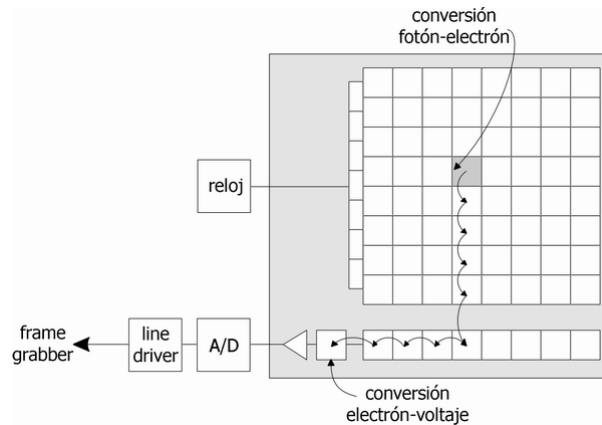 conversión
fotón-electrón
reloj
frame
grabber
line
driver
A/D
conversión
electrón-voltaje